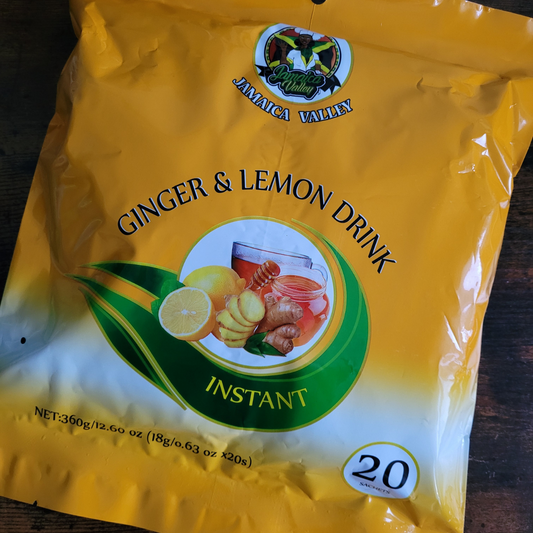 Jamaica
Valley
JAMAICA VALLEY
GINGER & LEMON DRINK
INSTANT
NET:360g/12.60 oz (18g/0.63 oz x20s)
20
SACHETS